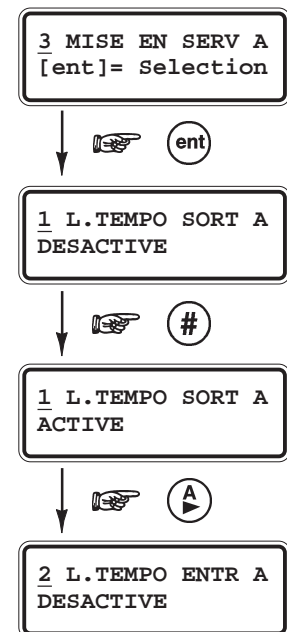 3 MISE EN SERV A
[ent]= Selection
ent
1 L.TEMPO SORT A
DESACTIVE
#
1 L.TEMPO SORT A
ACTIVE
A
2 L.TEMPO ENTR A
DESACTIVE